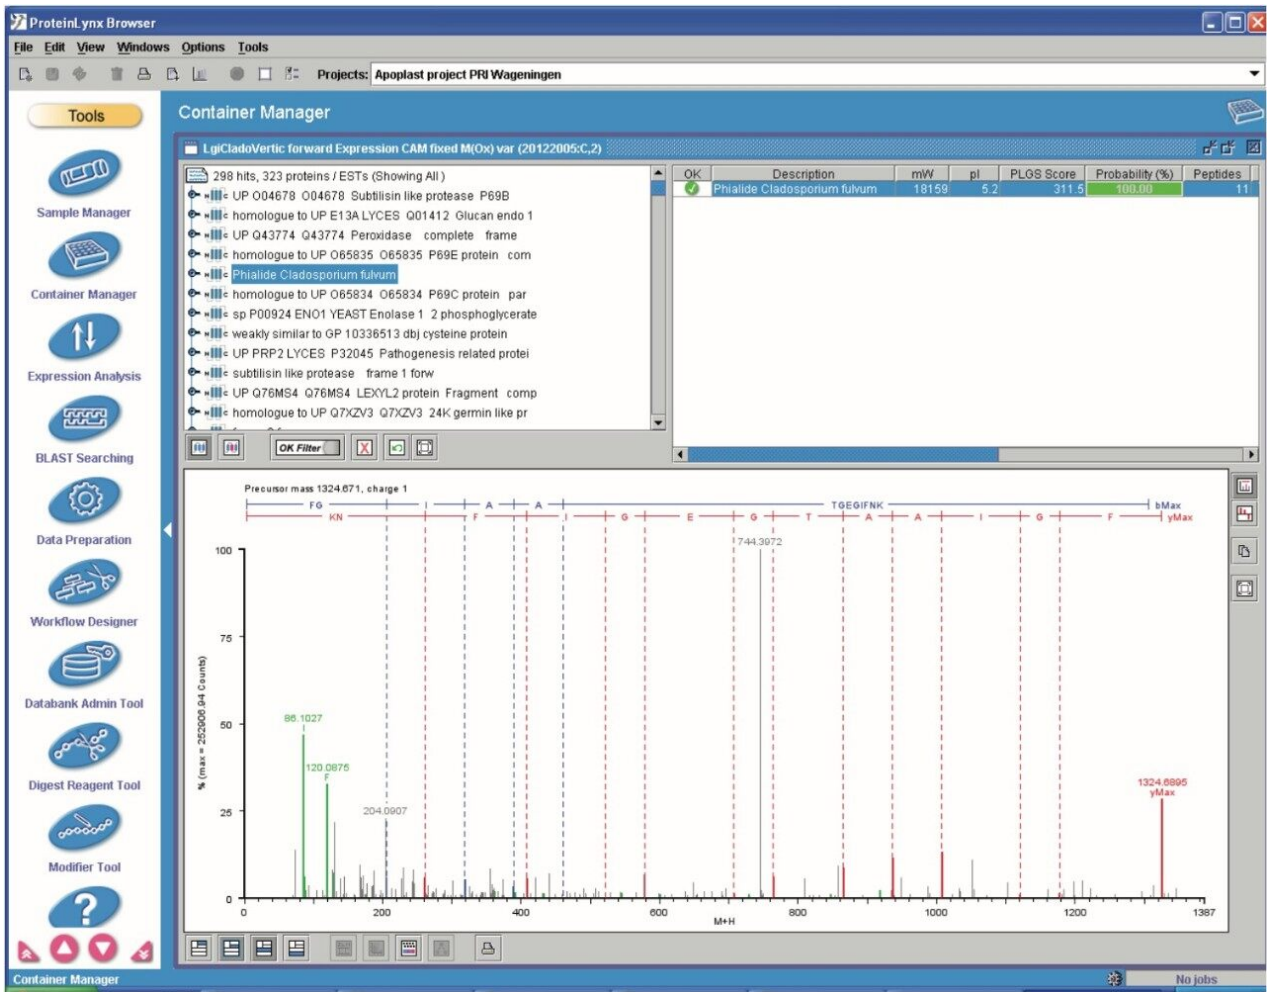 ProteinLynx Browser
File Edit View Windows Options Tools
Projects: Apoplast project PRI Wageningen
Tools
Sample Manager
Container Manager
Expression Analysis
BLAST Searching
Data Preparation
Workflow Designer
Databank Admin Tool
Digest Reagent Tool
Modifier Tool
?
Container Manager
LgiCladoVertic forward Expression CAM fixed M(Ox) var (20122005:C,2)
298 hits, 323 proteins / ESTs (Showing All)
UP O04678 O04678 Subtilisin like protease P69B
homologue to UP E13A LYCES Q01412 Glucan endo 1
UP Q43774 Q43774 Peroxidase complete frame
homologue to UP O65835 O65835 P69E protein com
Phialide Cladosporium fulvum
homologue to UP O65834 O65834 P69C protein par
sp P00924 ENO1 YEAST Enolase 1 2 phosphoglycerate
weakly similar to GP 10336513 dbj cysteine protein
UP PRP2 LYCES P32045 Pathogenesis related protei
subtilisin like protease frame 1 forw
UP Q76MS4 Q76MS4 LEXYL2 protein Fragment comp
homologue to UP Q7XZV3 Q7XZV3 24K germin like pr
OK Filter
OK Description mW pI PLGS Score Probability (%) Peptides
Phialide Cladosporium fulvum 18159 5.2 311.5 100.00 11
Precursor mass 1324.671, charge 1
FG I A A TGEGIFNK bMax
KN F I G E G T A A I G F yMax
100
75
50
25
0
% (max = 252906.94 Counts)
744.3972
86.1027
120.0875
F
204.0907
1324.6895
yMax
0 200 400 600 800 1000 1200 1387
M+H
Container Manager
No jobs